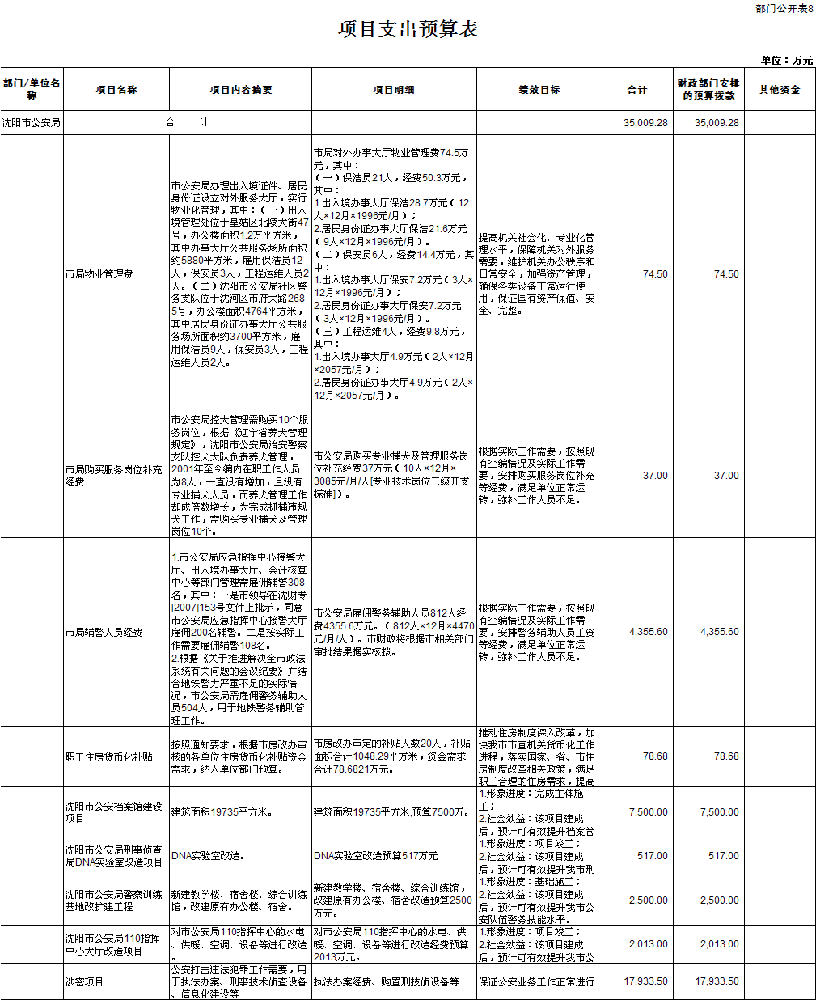 部门公开表8
项目支出预算表
单位：万元
部门/单位名
称
项目名称
项目内容摘要
项目明细
绩效目标
合计
财政部门安排
的预算拨款
其他资金
沈阳市公安局
合　　计
35,009.28
35,009.28
市局物业管理费
市公安局办理出入境证件、居民
身份证设立对外服务大厅，实行
物业化管理，其中：（一）出入
境管理处位于皇姑区北陵大街47
号，办公楼面积1.2万平方米，
其中办事大厅公共服务场所面积
约5880平方米，雇用保洁员12
人，保安员3人，工程运维人员2
人。（二）沈阳市公安局社区警
务支队位于沈河区市府大路268-
5号，办公楼面积4764平方米，
其中居民身份证办事大厅公共服
务场所面积约3700平方米，雇
用保洁员9人，保安员3人，工程
运维人员2人。
市局对外办事大厅物业管理费74.5万
元，其中：
（一）保洁员21人，经费50.3万元，
其中：
1.出入境办事大厅保洁28.7万元（12
人×12月×1996元/月）；
2.居民身份证办事大厅保洁21.6万元
（9人×12月×1996元/月）。
（二）保安员6人，经费14.4万元，其
中：
1.出入境办事大厅保安7.2万元（3人×
12月×1996元/月）；
2.居民身份证办事大厅保安7.2万元
（3人×12月×1996元/月）。
（三）工程运维4人，经费9.8万元，
其中：
1.出入境办事大厅4.9万元（2人×12月
×2057元/月）；
2.居民身份证办事大厅4.9万元（2人×
12月×2057元/月）。
提高机关社会化、专业化管
理水平，保障机关对外服务
需要，维护机关办公秩序和
日常安全，加强资产管理，
确保各类设备正常运行使
用，保证国有资产保值、安
全、完整。
74.50
74.50
市局购买服务岗位补充
经费
市公安局控犬管理需购买10个服
务岗位，根据《辽宁省养犬管理
规定》，沈阳市公安局治安警察
支队控犬大队负责养犬管理，
2001年至今编内在职工作人员
为8人，一直没有增加，且没有
专业捕犬人员，而养犬管理工作
却成倍数增长，为完成抓捕违规
犬工作，需购买专业捕犬及管理
岗位10个。
市公安局购买专业捕犬及管理服务岗
位补充经费37万元（10人×12月×
3085元/月/人[专业技术岗位三级开支
标准]）。
根据实际工作需要，按照现
有空编情况及实际工作需
要，安排购买服务岗位补充
等经费，满足单位正常运
转，弥补工作人员不足。
37.00
37.00
市局辅警人员经费
1.市公安局应急指挥中心接警大
厅、出入境办事大厅、会计核算
中心等部门管理需雇佣辅警308
名，其中：一是市领导在沈财专
[2007]153号文件上批示，同意
市公安局应急指挥中心接警大厅
雇佣200名辅警。二是按实际工
作需要雇佣辅警108名。
2.根据《关于推进解决全市政法
系统有关问题的会议纪要》并结
合地铁警力严重不足的实际情
况，市公安局需雇佣警务辅助人
员504人，用于地铁警务辅助管
理工作。
市公安局雇佣警务辅助人员812人经
费4355.6万元。（812人×12月×4470
元/月/人）。市财政将根据市相关部门
审批结果据实核拨。
根据实际工作需要，按照现
有空编情况及实际工作需
要，安排警务辅助人员工资
等经费，满足单位正常运
转，弥补工作人员不足。
4,355.60
4,355.60
职工住房货币化补贴
按照通知要求，根据市房改办审
核的各单位住房货币化补贴资金
需求，纳入单位部门预算。
市房改办审定的补贴人数20人，补贴
面积合计1048.29平方米，资金需求
合计78.6821万元。
推动住房制度深入改革，加
快我市市直机关货币化工作
进程，落实国家、省、市住
房制度改革相关政策，满足
职工合理的住房需求，提高
78.68
78.68
沈阳市公安档案馆建设
项目
建筑面积19735平方米。
建筑面积19735平方米,预算7500万。
1.形象进度：完成主体施
工；
2.社会效益：该项目建成
后，预计可有效提升档案管
7,500.00
7,500.00
沈阳市公安局刑事侦查
局DNA实验室改造项目
DNA实验室改造。
DNA实验室改造预算517万元
1.形象进度：项目竣工；
2.社会效益：该项目建成
后，预计可有效提升我市刑
517.00
517.00
沈阳市公安局警察训练
基地改扩建工程
新建教学楼、宿舍楼、综合训练
馆，改建原有办公楼、宿舍。
新建教学楼、宿舍楼、综合训练馆，
改建原有办公楼、宿舍改造预算2500
万元。
1.形象进度：基础施工；
2.社会效益：该项目建成
后，预计可有效提升我市公
安队伍警务技能水平。
2,500.00
2,500.00
沈阳市公安局110指挥
中心大厅改造项目
对市公安局110指挥中心的水电
、供暖、空调、设备等进行改造
。
对市公安局110指挥中心的水电、供
暖、空调、设备等进行改造经费预算
2013万元。
1.形象进度：项目竣工；
2.社会效益：该项目建成
后，预计可有效提升我市公
2,013.00
2,013.00
涉密项目
公安打击违法犯罪工作需要，用
于执法办案、刑事技术侦查设备
、信息化建设等
执法办案经费、购置刑技侦设备等
保证公安业务工作正常进行
17,933.50
17,933.50